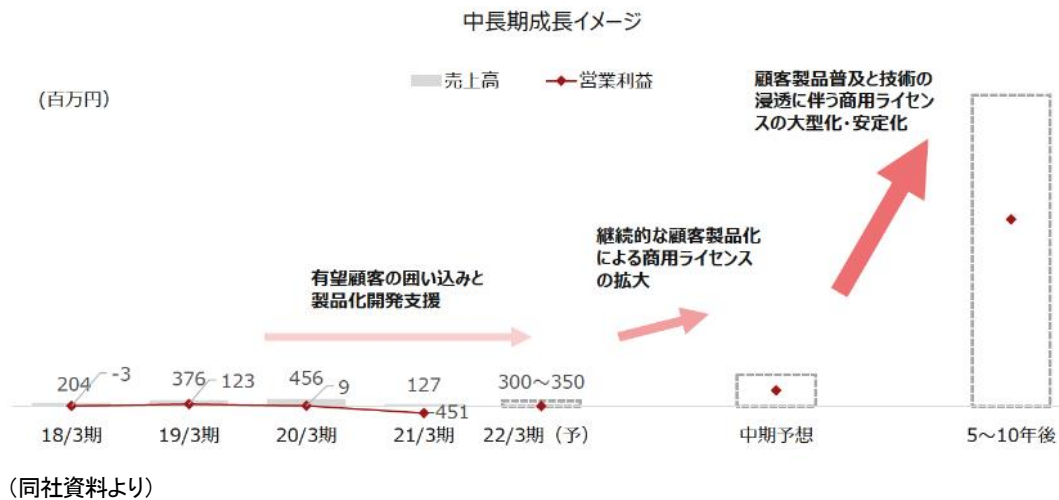 中長期成長イメージ
売上高 営業利益
(百万円)
顧客製品普及と技術の
浸透に伴う商用ライセン
スの大型化・安定化
継続的な顧客製品化
による商用ライセンス
の拡大
有望顧客の囲い込みと
製品化開発支援
204 -3 376 123 456 9 127 -451 300～350
18/3期 19/3期 20/3期 21/3期 22/3期（予） 中期予想 5～10年後
（同社資料より）